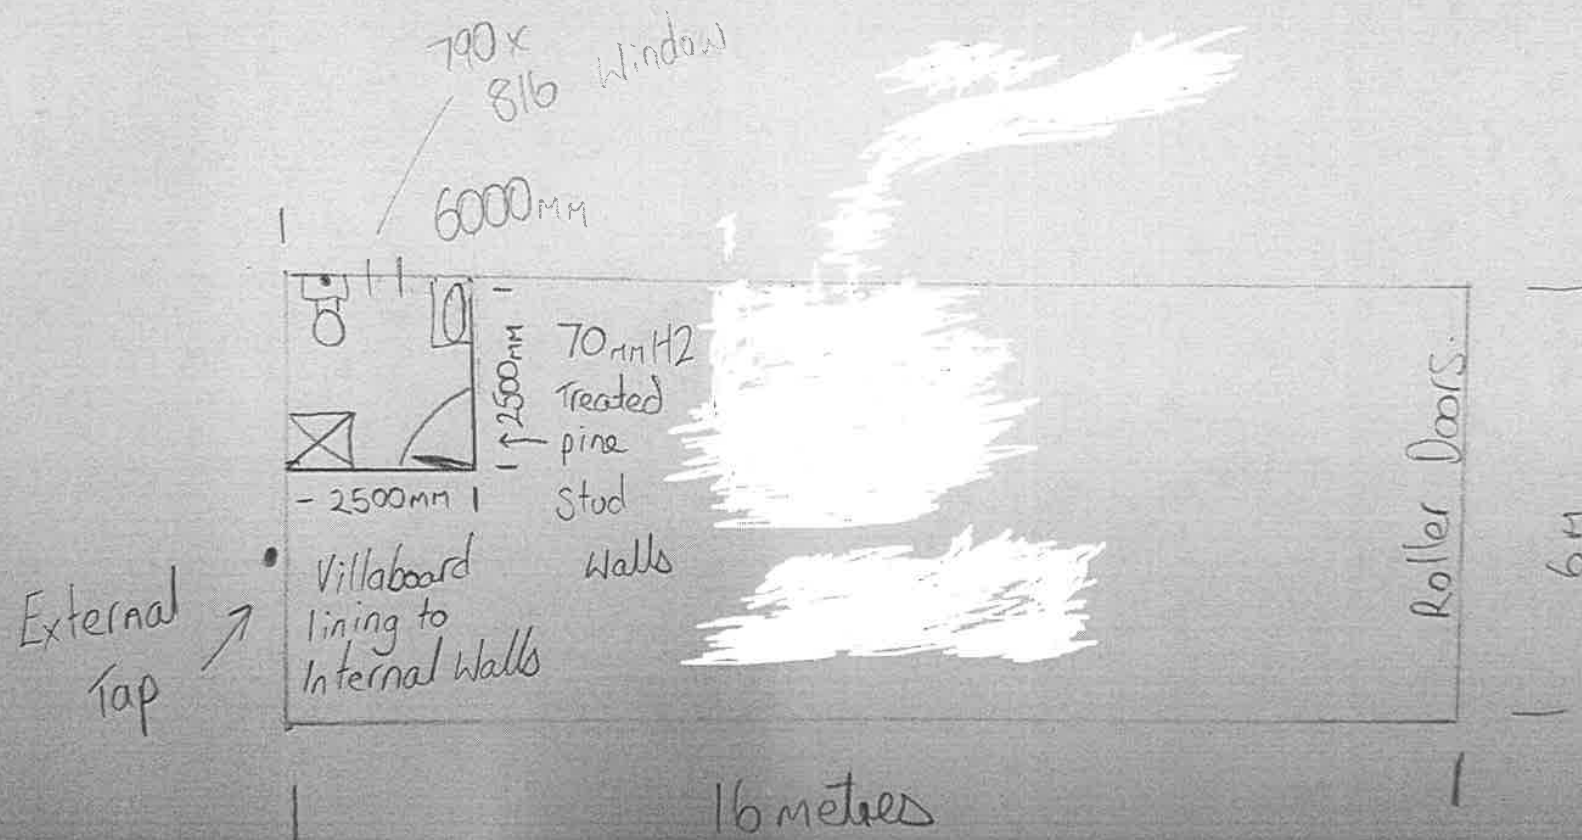 790 x
816 Window
6000MM
2500MM
70mm H2
Treated
pine
Stud
Walls
- 2500MM
Villaboard
lining to
Internal Walls
External
Tap
Roller Doors.
6M
16 metres